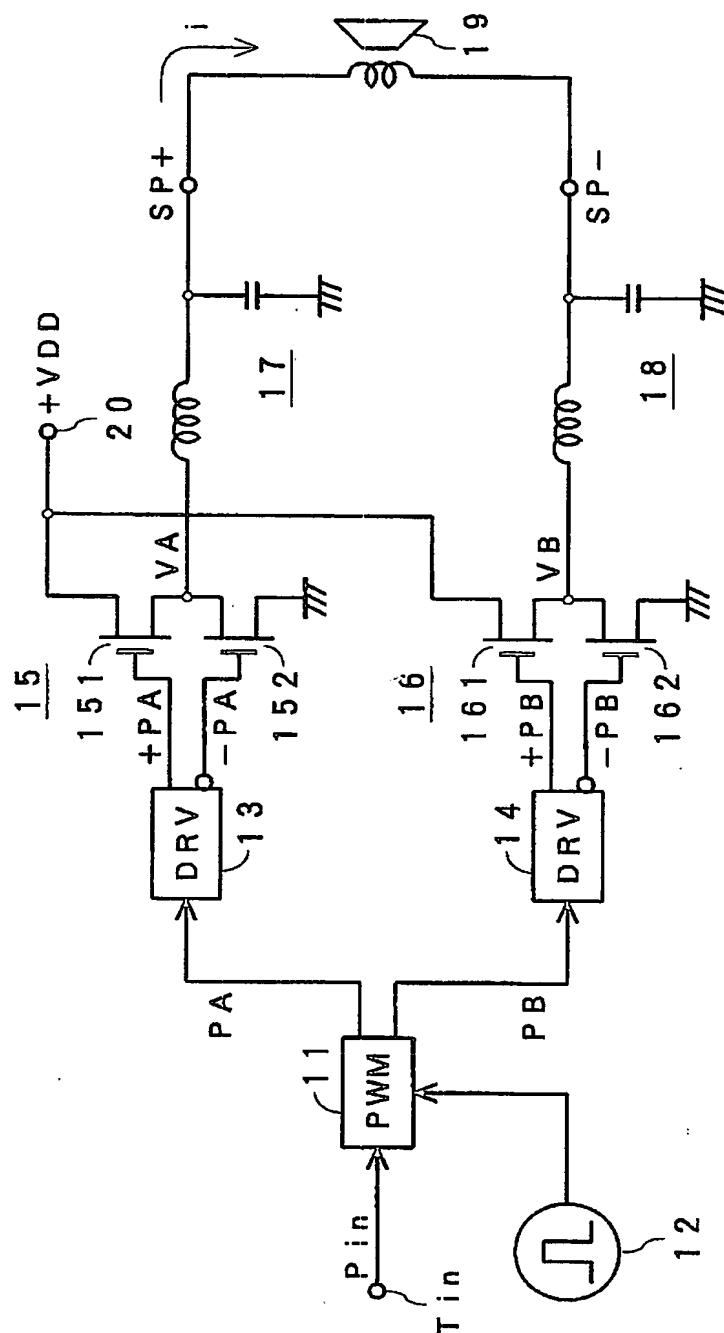 Tin
Pin
12
11
PWM
PA
PB
DRV
13
DRV
14
15
151
+PA
-PA
152
16
161
+PB
-PB
162
VA
VB
+VDD
20
17
18
SP+
SP-
i
19